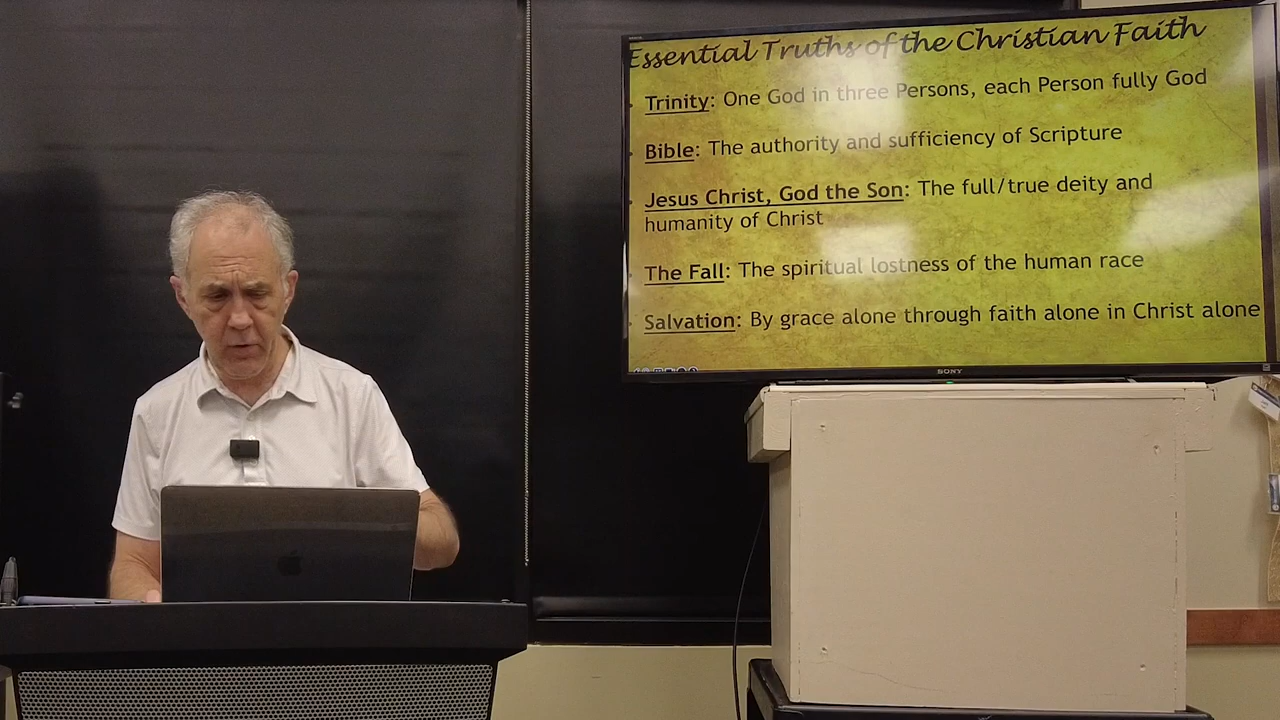 Essential Truths of the Christian Faith
Trinity: One God in three Persons, each Person fully God
Bible: The authority and sufficiency of Scripture
Jesus Christ, God the Son: The full/true deity and
humanity of Christ
The Fall: The spiritual lostness of the human race
Salvation: By grace alone through faith alone in Christ alone
SONY